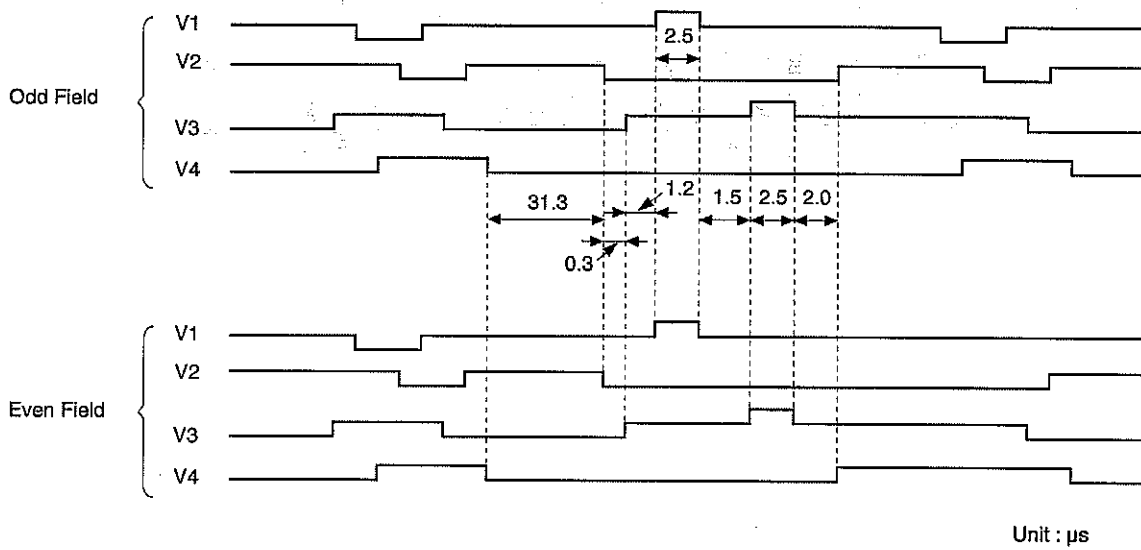 V1
2.5
V2
Odd Field
V3
V4
1.2
31.3
1.5
2.5
2.0
0.3
V1
V2
Even Field
V3
V4
Unit : µs